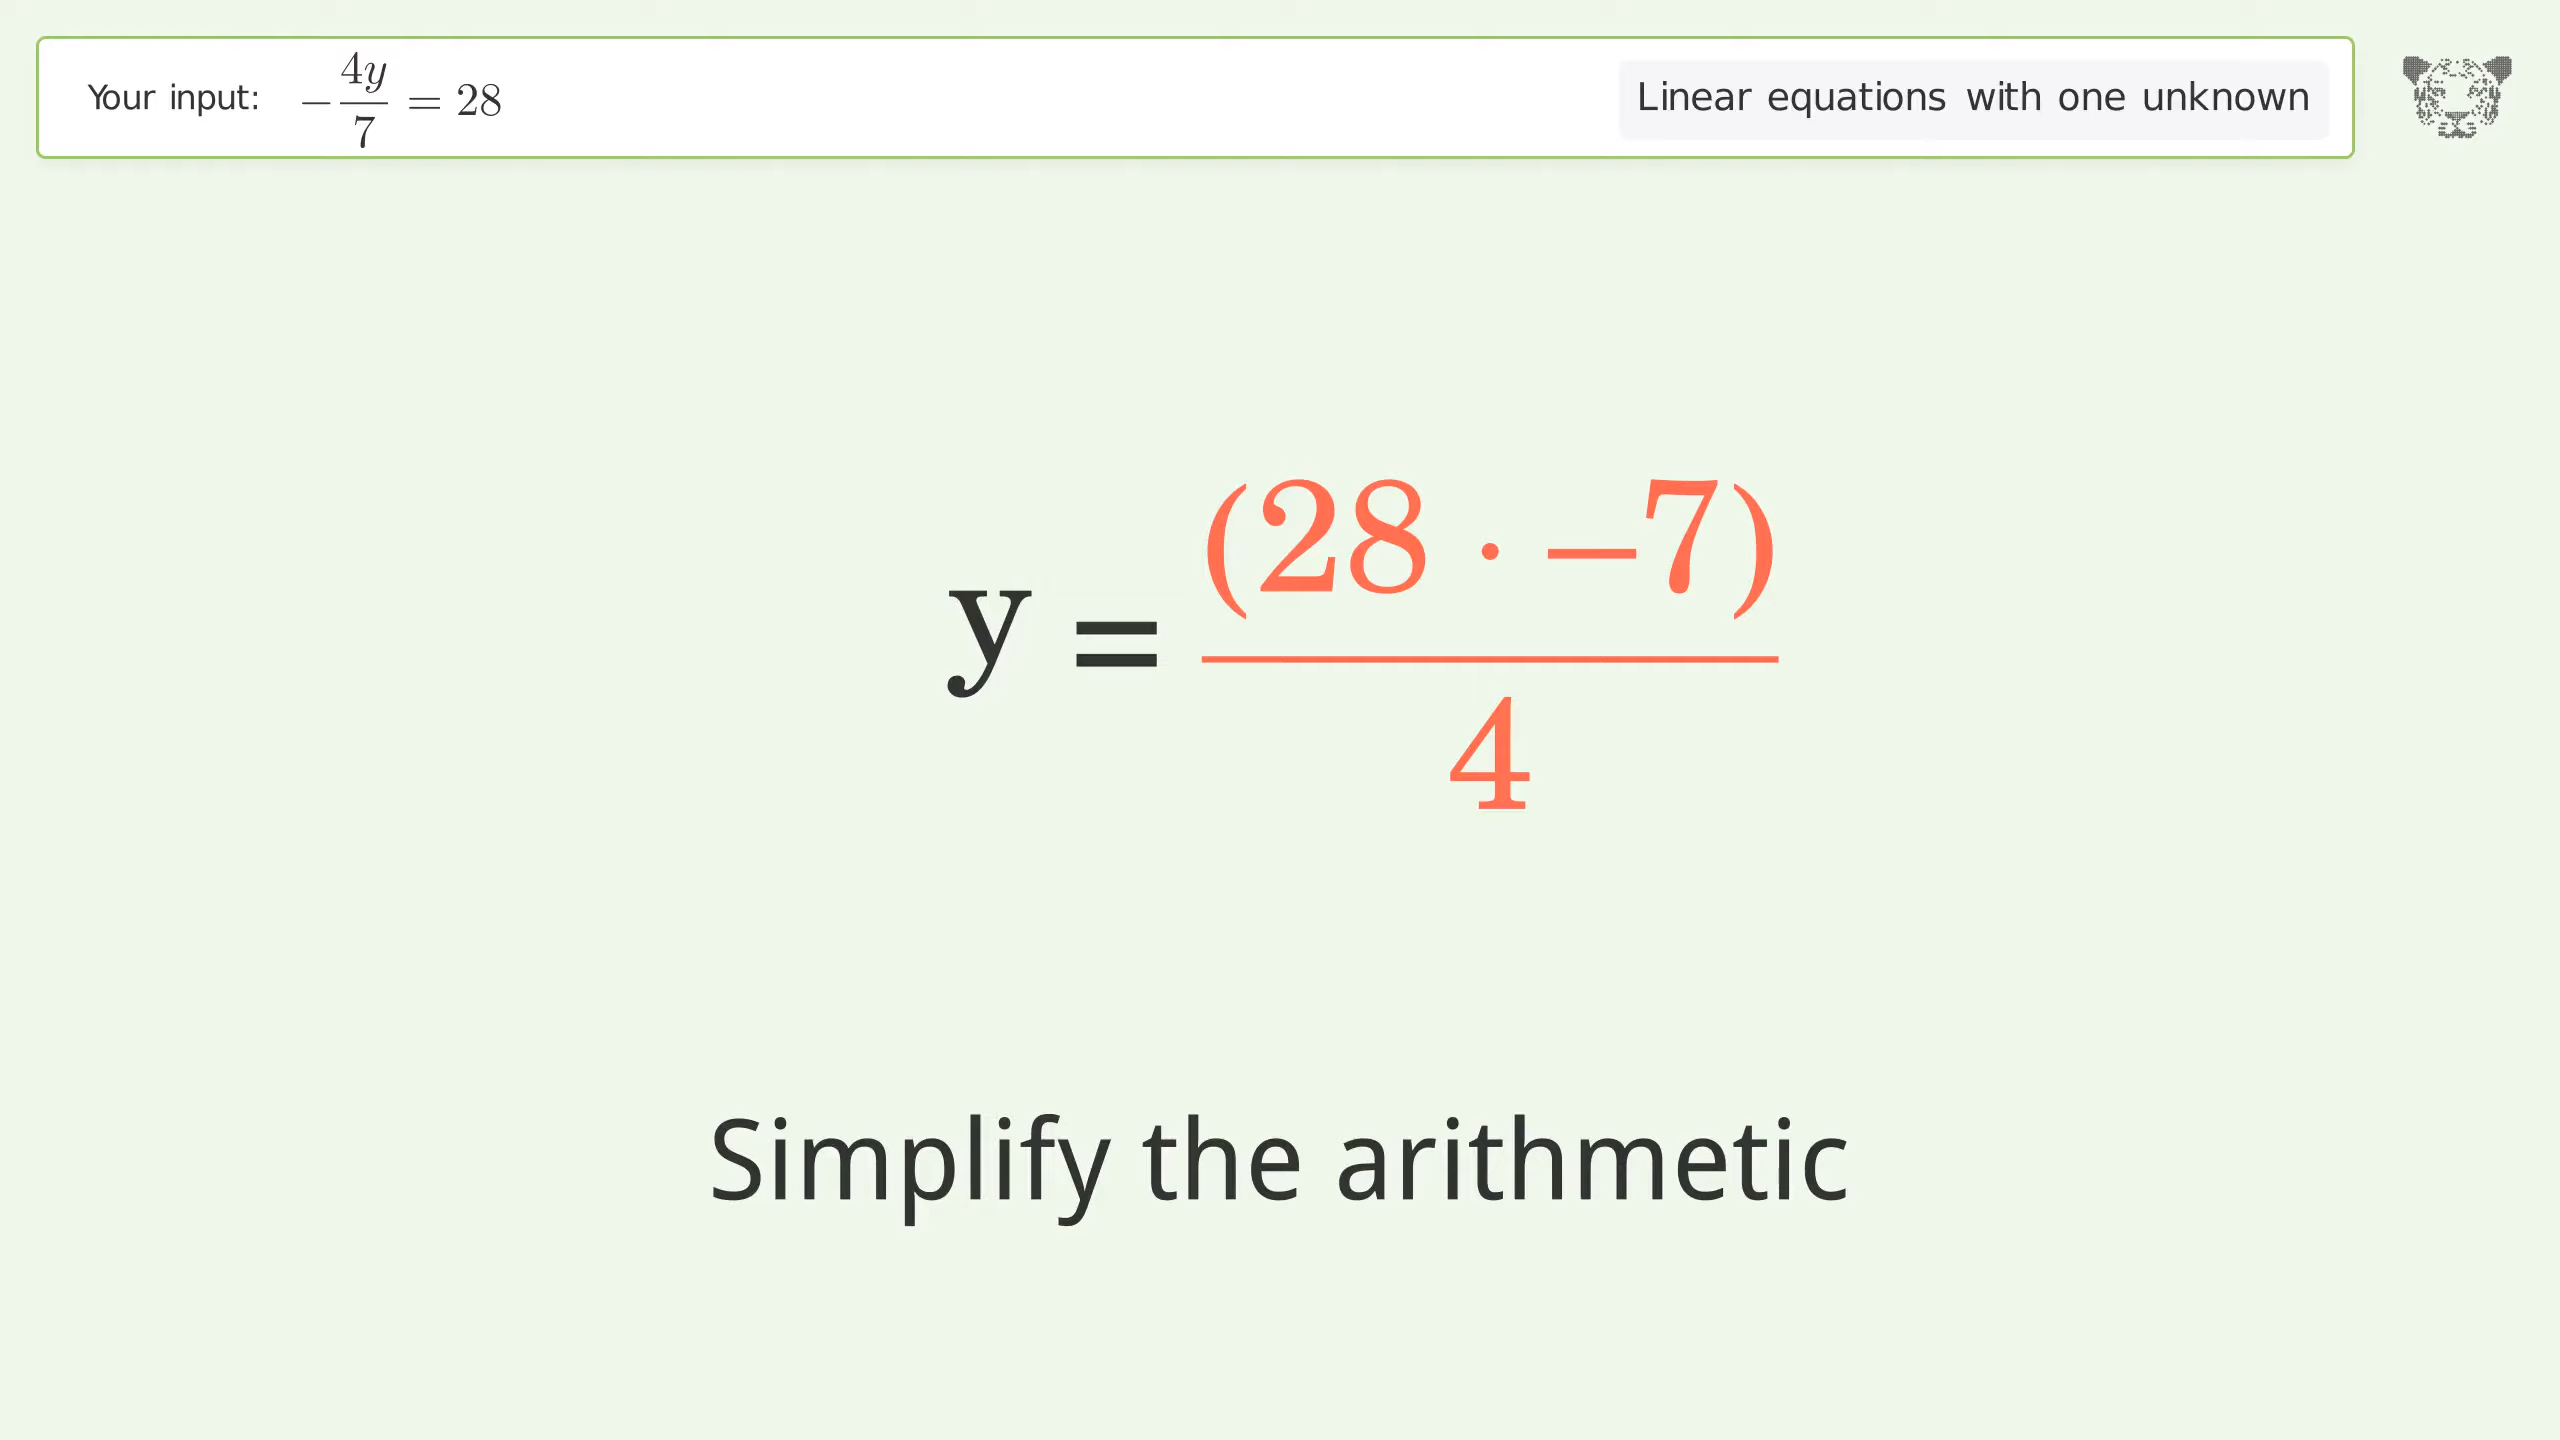 Your input: −4y/7 = 28
Linear equations with one unknown
y = (28 · −7)/4
Simplify the arithmetic